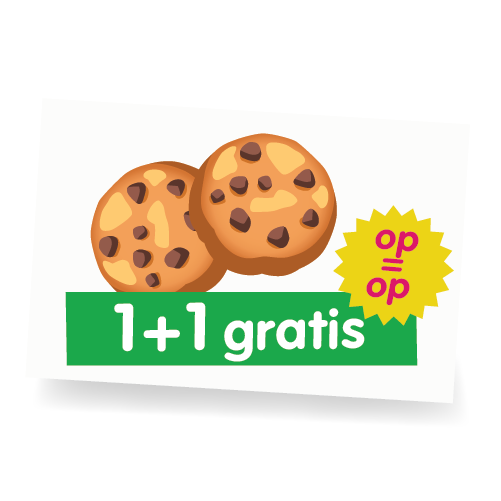 op
=
op
1+1 gratis